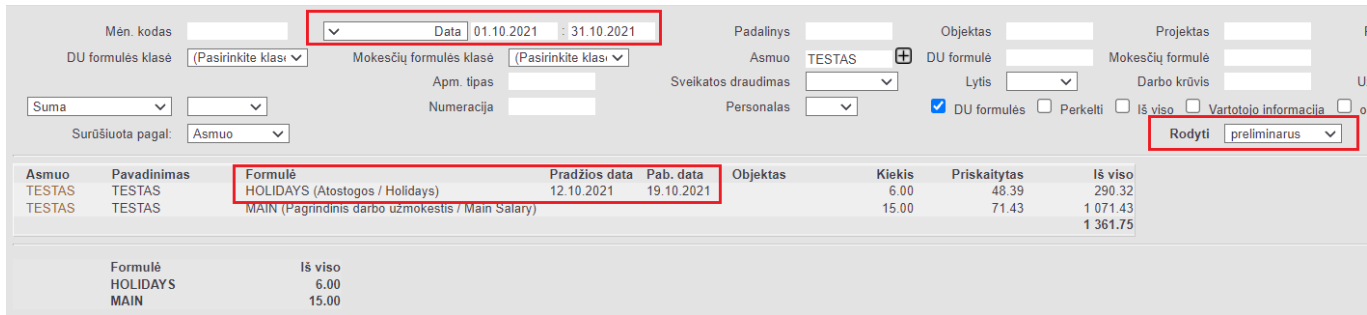 Mėn. kodas Data 01.10.2021 : 31.10.2021 Padalinys Objektas Projektas
DU formulės klasė (Pasirinkite klasę Mokesčių formulės klasė (Pasirinkite klasę Asmuo TESTAS DU formulė Mokesčių formulė
Apm. tipas Sveikatos draudimas Lytis Darbo krūvis
Suma Numeracija Personalas DU formulės Perkelti Iš viso Vartotojo informacija
Surūšiuota pagal: Asmuo Rodyti preliminarus
Asmuo Pavadinimas Formulė Pradžios data Pab. data Objektas Kiekis Priskaitytas Iš viso
TESTAS TESTAS HOLIDAYS (Atostogos / Holidays) 12.10.2021 19.10.2021 6.00 48.39 290.32
TESTAS TESTAS MAIN (Pagrindinis darbo užmokestis / Main Salary) 15.00 71.43 1 071.43
1 361.75
Formulė Iš viso
HOLIDAYS 6.00
MAIN 15.00